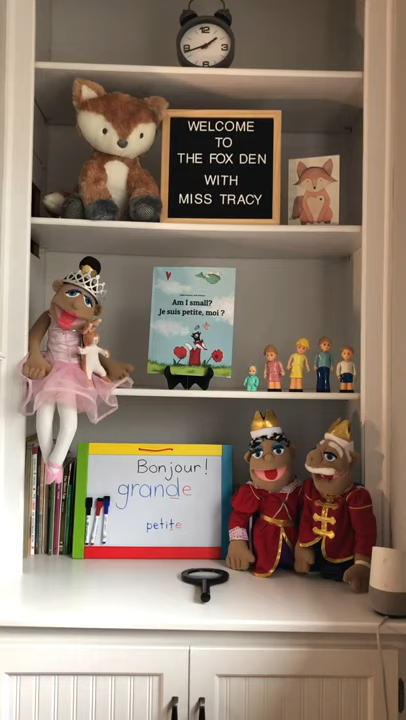 WELCOME
TO
THE FOX DEN
WITH
MISS TRACY
Am I small?
Je suis petite, moi ?
Bonjour!
grande
petite